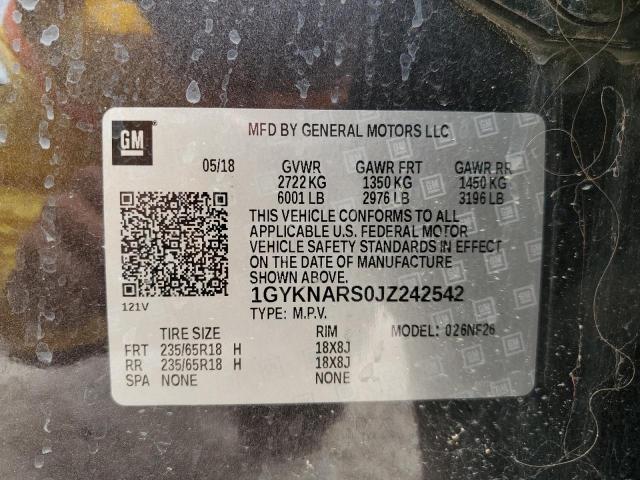 GM
MFD BY GENERAL MOTORS LLC
05/18 GVWR GAWR FRT GAWR RR
2722 KG 1350 KG 1450 KG
6001 LB 2976 LB 3196 LB
THIS VEHICLE CONFORMS TO ALL
APPLICABLE U.S. FEDERAL MOTOR
VEHICLE SAFETY STANDARDS IN EFFECT
ON THE DATE OF MANUFACTURE
SHOWN ABOVE.
121V
1GYKNARS0JZ242542
TYPE: M.P.V.
TIRE SIZE RIM MODEL: 026NF26
FRT 235/65R18 H 18X8J
RR 235/65R18 H 18X8J
SPA NONE NONE